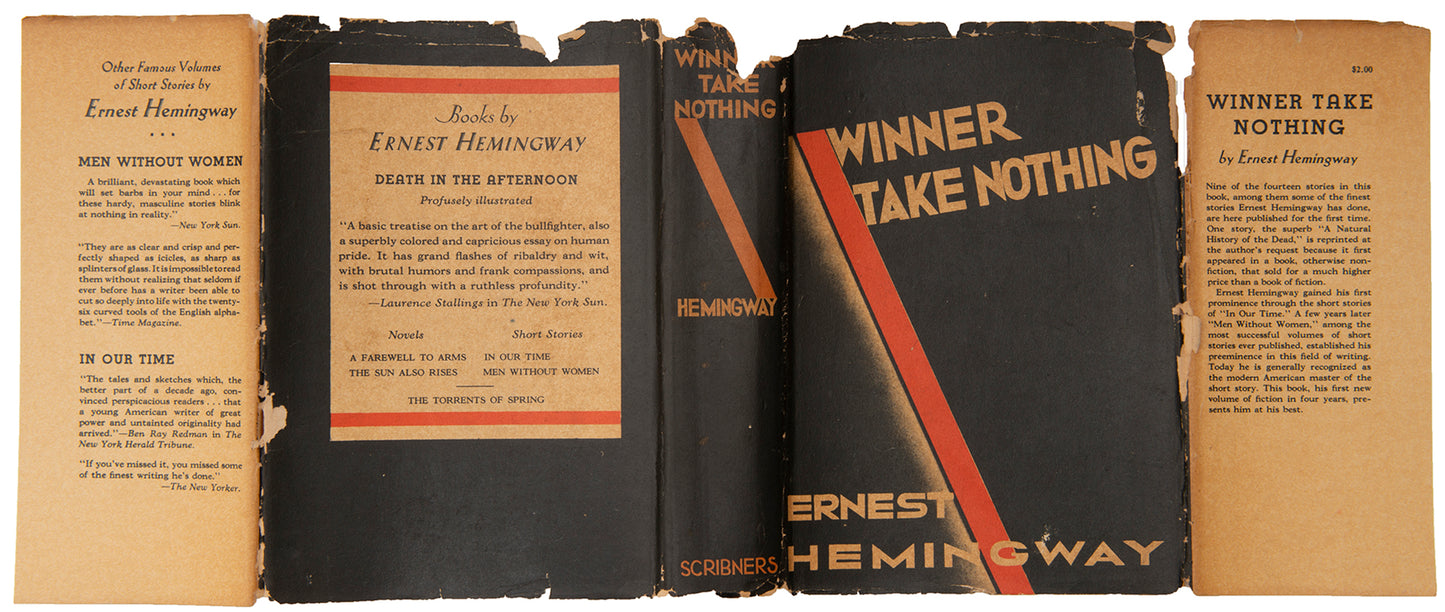 Other Famous Volumes
of Short Stories by
Ernest Hemingway
• • •
MEN WITHOUT WOMEN
A brilliant, devastating book which
will set barbs in your mind . . . for
these hardy, masculine stories blink
at nothing in reality."
—New York Sun.
"They are as clear and crisp and per-
fectly shaped as icicles, as sharp as
splinters of glass. It is impossible to read
them without realizing that seldom if
ever before has a writer been able to
cut so deeply into life with the twenty-
six curved tools of the English alpha-
bet."—Time Magazine.
IN OUR TIME
"The tales and sketches which, the
better part of a decade ago, con-
vinced perspicacious readers . . . that
a young American writer of great
power and untainted originality had
arrived."—Ben Ray Redman in The
New York Herald Tribune.
"If you've missed it, you missed some
of the finest writing he's done."
—The New Yorker.
Books by
ERNEST HEMINGWAY
DEATH IN THE AFTERNOON
Profusely illustrated
"A basic treatise on the art of the bullfighter, also
a superbly colored and capricious essay on human
pride. It has grand flashes of ribaldry and wit,
with brutal humors and frank compassions, and
is shot through with a ruthless profundity."
—Laurence Stallings in The New York Sun.
Novels Short Stories
A FAREWELL TO ARMS IN OUR TIME
THE SUN ALSO RISES MEN WITHOUT WOMEN
THE TORRENTS OF SPRING
WINNER
TAKE
NOTHING
HEMINGWAY
SCRIBNERS
WINNER
TAKE NOTHING
ERNEST
HEMINGWAY
$2.00
WINNER TAKE
NOTHING
by Ernest Hemingway
Nine of the fourteen stories in this
book, among them some of the finest
stories Ernest Hemingway has done,
are here published for the first time.
One story, the superb "A Natural
History of the Dead," is reprinted at
the author's request because it first
appeared in a book, otherwise non-
fiction, that sold for a much higher
price than a book of fiction.
Ernest Hemingway gained his first
prominence through the short stories
of "In Our Time." A few years later
"Men Without Women," among the
most successful volumes of short
stories ever published, established his
preeminence in this field of writing.
Today he is generally recognized as
the modern American master of the
short story. This book, his first new
volume of fiction in four years, pre-
sents him at his best.